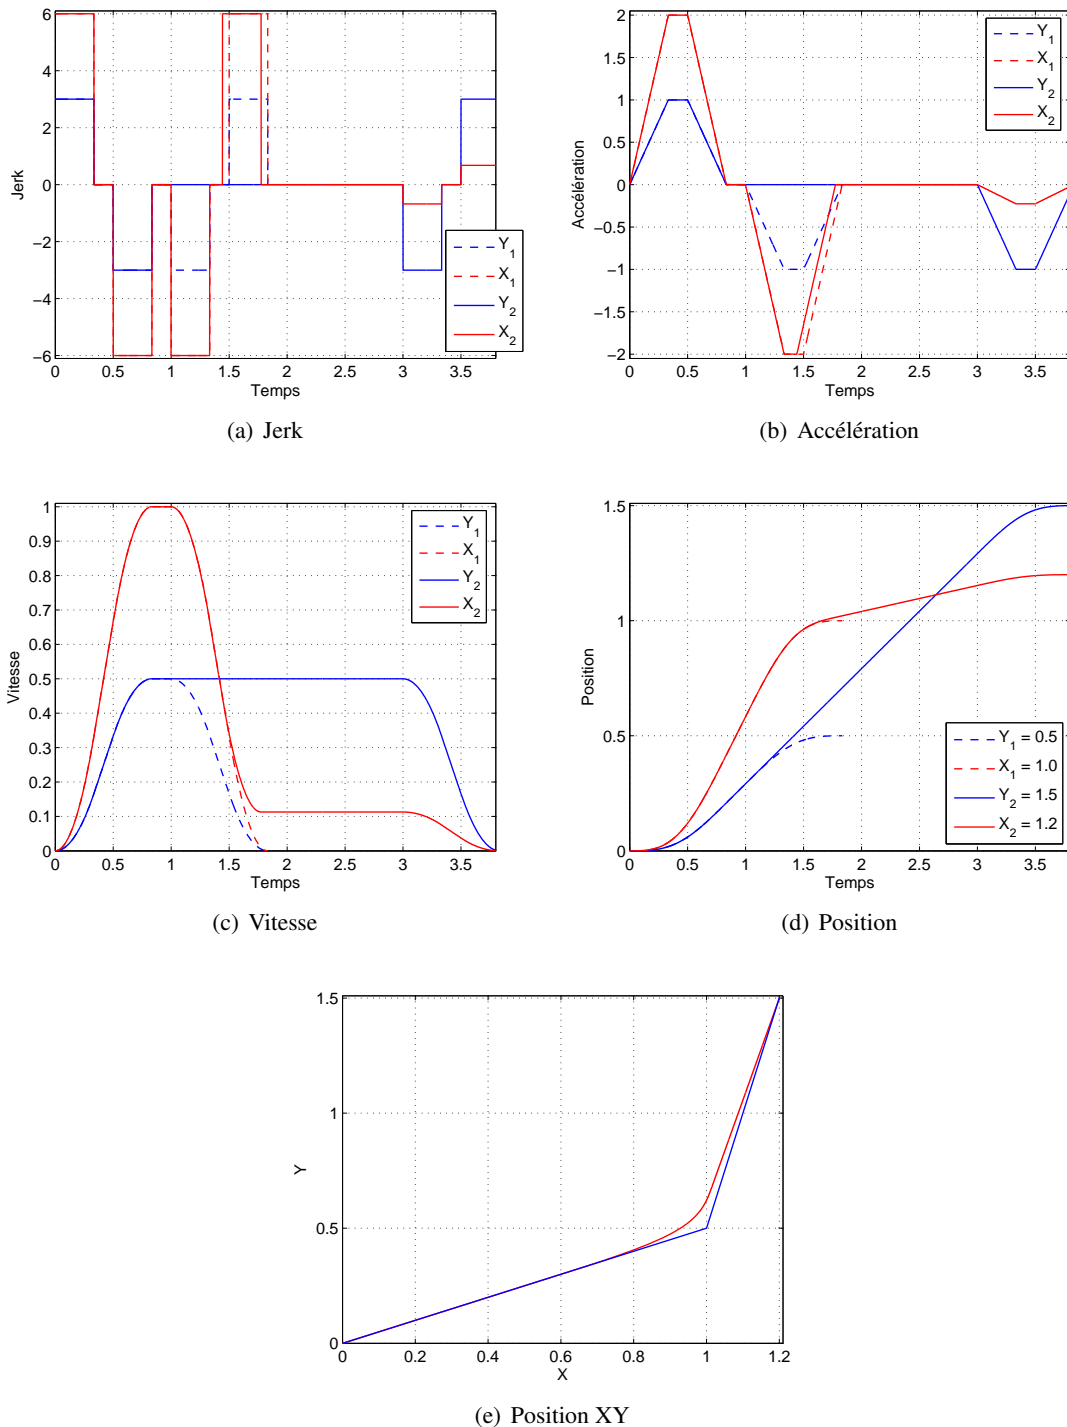 6
4
2
0
−2
−4
−6
Jerk
0 0.5 1 1.5 2 2.5 3 3.5
Temps
Y1
X1
Y2
X2
(a) Jerk
2
1.5
1
0.5
0
−0.5
−1
−1.5
−2
Accélération
0 0.5 1 1.5 2 2.5 3 3.5
Temps
Y1
X1
Y2
X2
(b) Accélération
1
0.9
0.8
0.7
0.6
0.5
0.4
0.3
0.2
0.1
0
Vitesse
0 0.5 1 1.5 2 2.5 3 3.5
Temps
Y1
X1
Y2
X2
(c) Vitesse
1.5
1
0.5
0
Position
0 0.5 1 1.5 2 2.5 3 3.5
Temps
Y1 = 0.5
X1 = 1.0
Y2 = 1.5
X2 = 1.2
(d) Position
1.5
1
0.5
0
Y
0 0.2 0.4 0.6 0.8 1 1.2
X
(e) Position XY